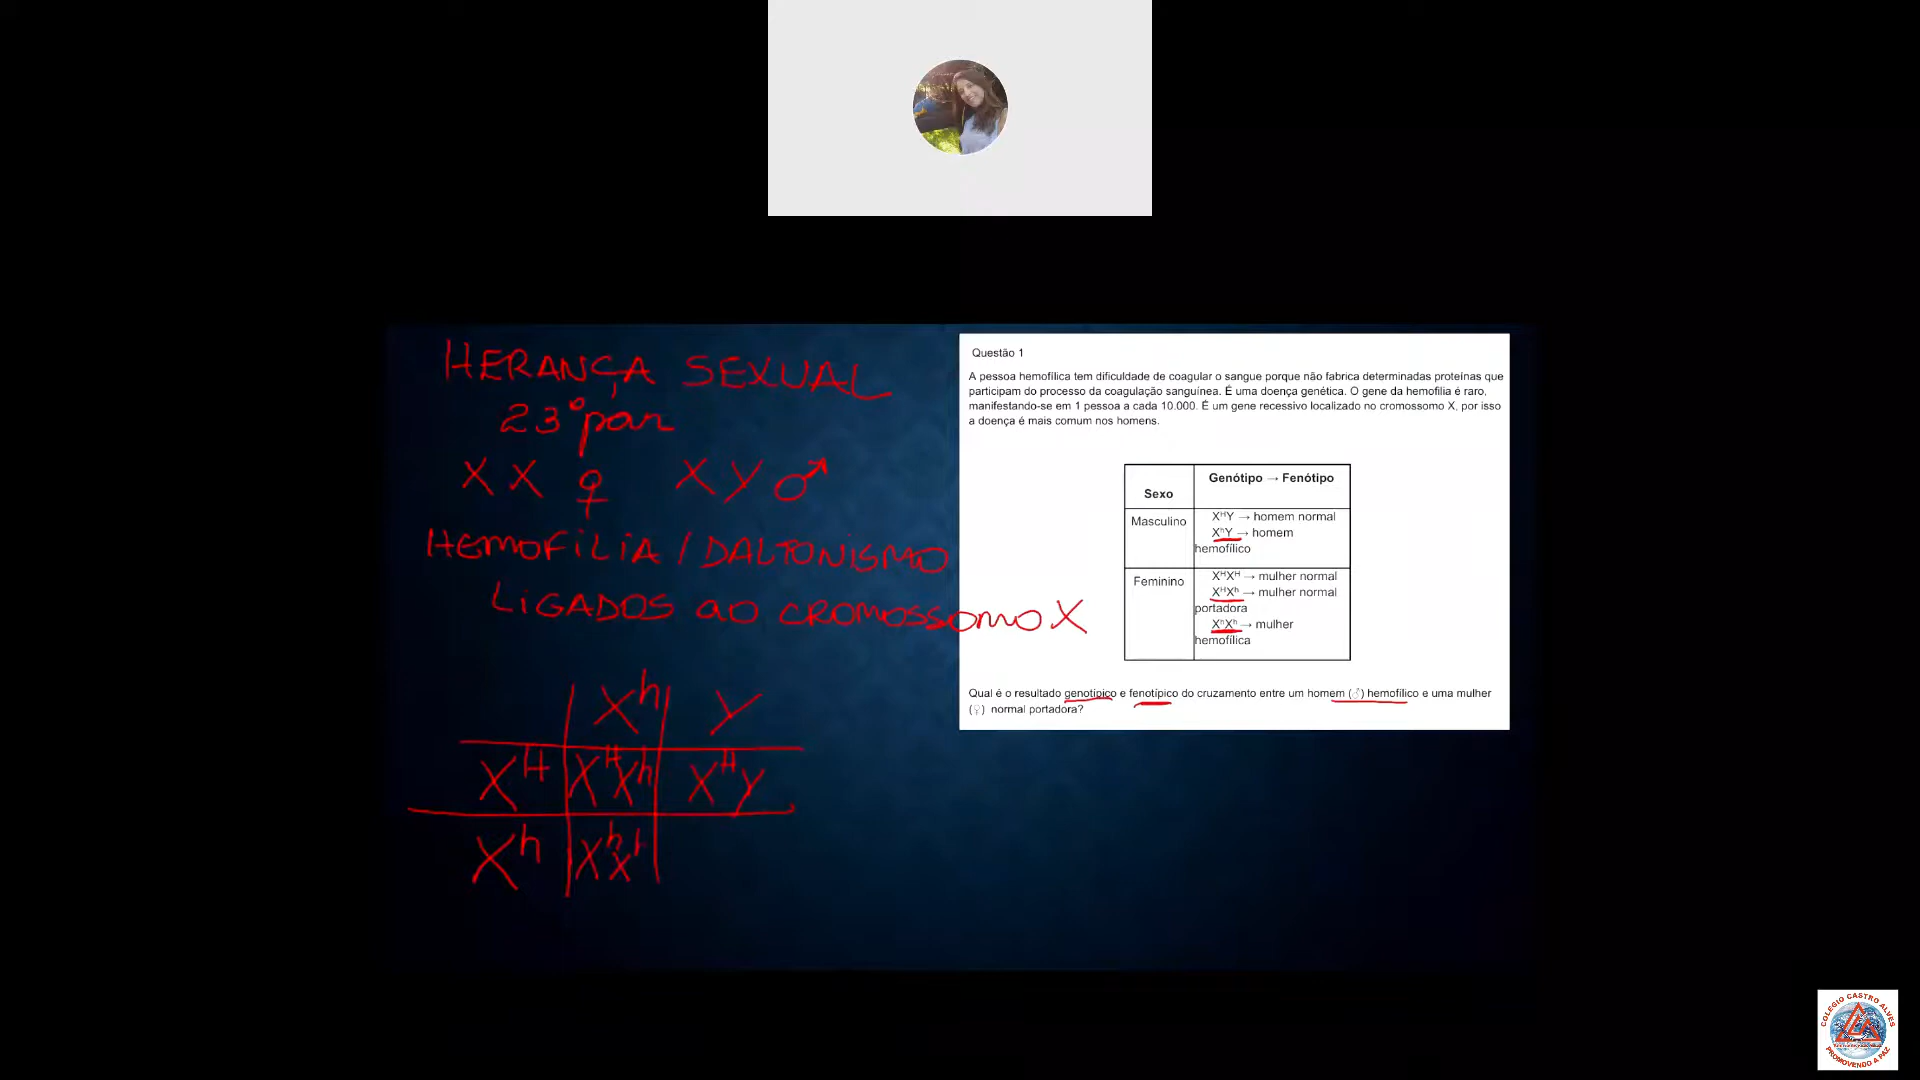 HERANÇA SEXUAL
23º par
XX ♀ XY ♂
HEMOFILIA / DALTONISMO
LIGADOS AO CROMOSSOMO X
Xʰ Y
Xᴴ XᴴXʰ XᴴY
Xʰ XʰXʰ
Questão 1
A pessoa hemofílica tem dificuldade de coagular o sangue porque não fabrica determinadas proteínas que
participam do processo da coagulação sanguínea. É uma doença genética. O gene da hemofilia é raro,
manifestando-se em 1 pessoa a cada 10.000. É um gene recessivo localizado no cromossomo X, por isso
a doença é mais comum nos homens.
Genótipo → Fenótipo
Sexo
Masculino
XᴴY → homem normal
XʰY → homem
hemofílico
Feminino
XᴴXᴴ → mulher normal
XᴴXʰ → mulher normal
portadora
XʰXʰ → mulher
hemofílica
Qual é o resultado genotípico e fenotípico do cruzamento entre um homem (♂) hemofílico e uma mulher
(♀) normal portadora?
COLEGIO CASTRO ALVES
PROMOVENDO A PAZ